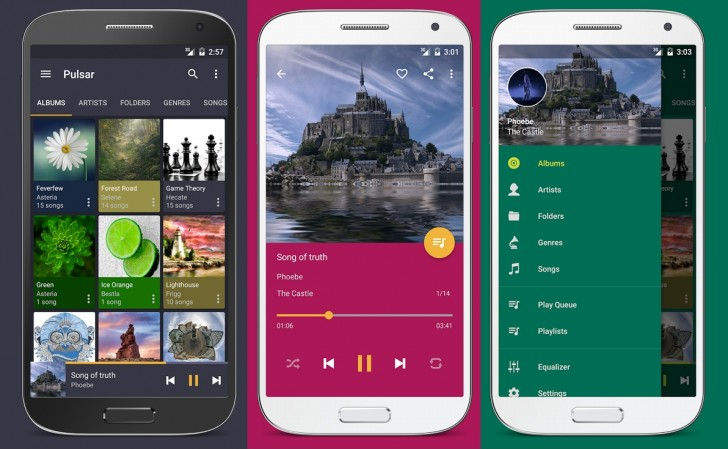 3G 2:57
Pulsar
ALBUMS ARTISTS FOLDERS GENRES SONGS
Feverfew
Asteria
15 songs
Forest Road
Selene
14 songs
Game Theory
Hecate
15 songs
Green
Asteria
1 song
Ice Orange
Bestla
1 song
Lighthouse
Frigg
10 songs
Song of truth
Phoebe
3G 3:01
Song of truth
Phoebe
The Castle 1/14
01:06 03:41
3G 3:03
Phoebe
The Castle
SONGS
Albums
Artists
Folders
Genres
Songs
Play Queue
Playlists
Equalizer
Settings